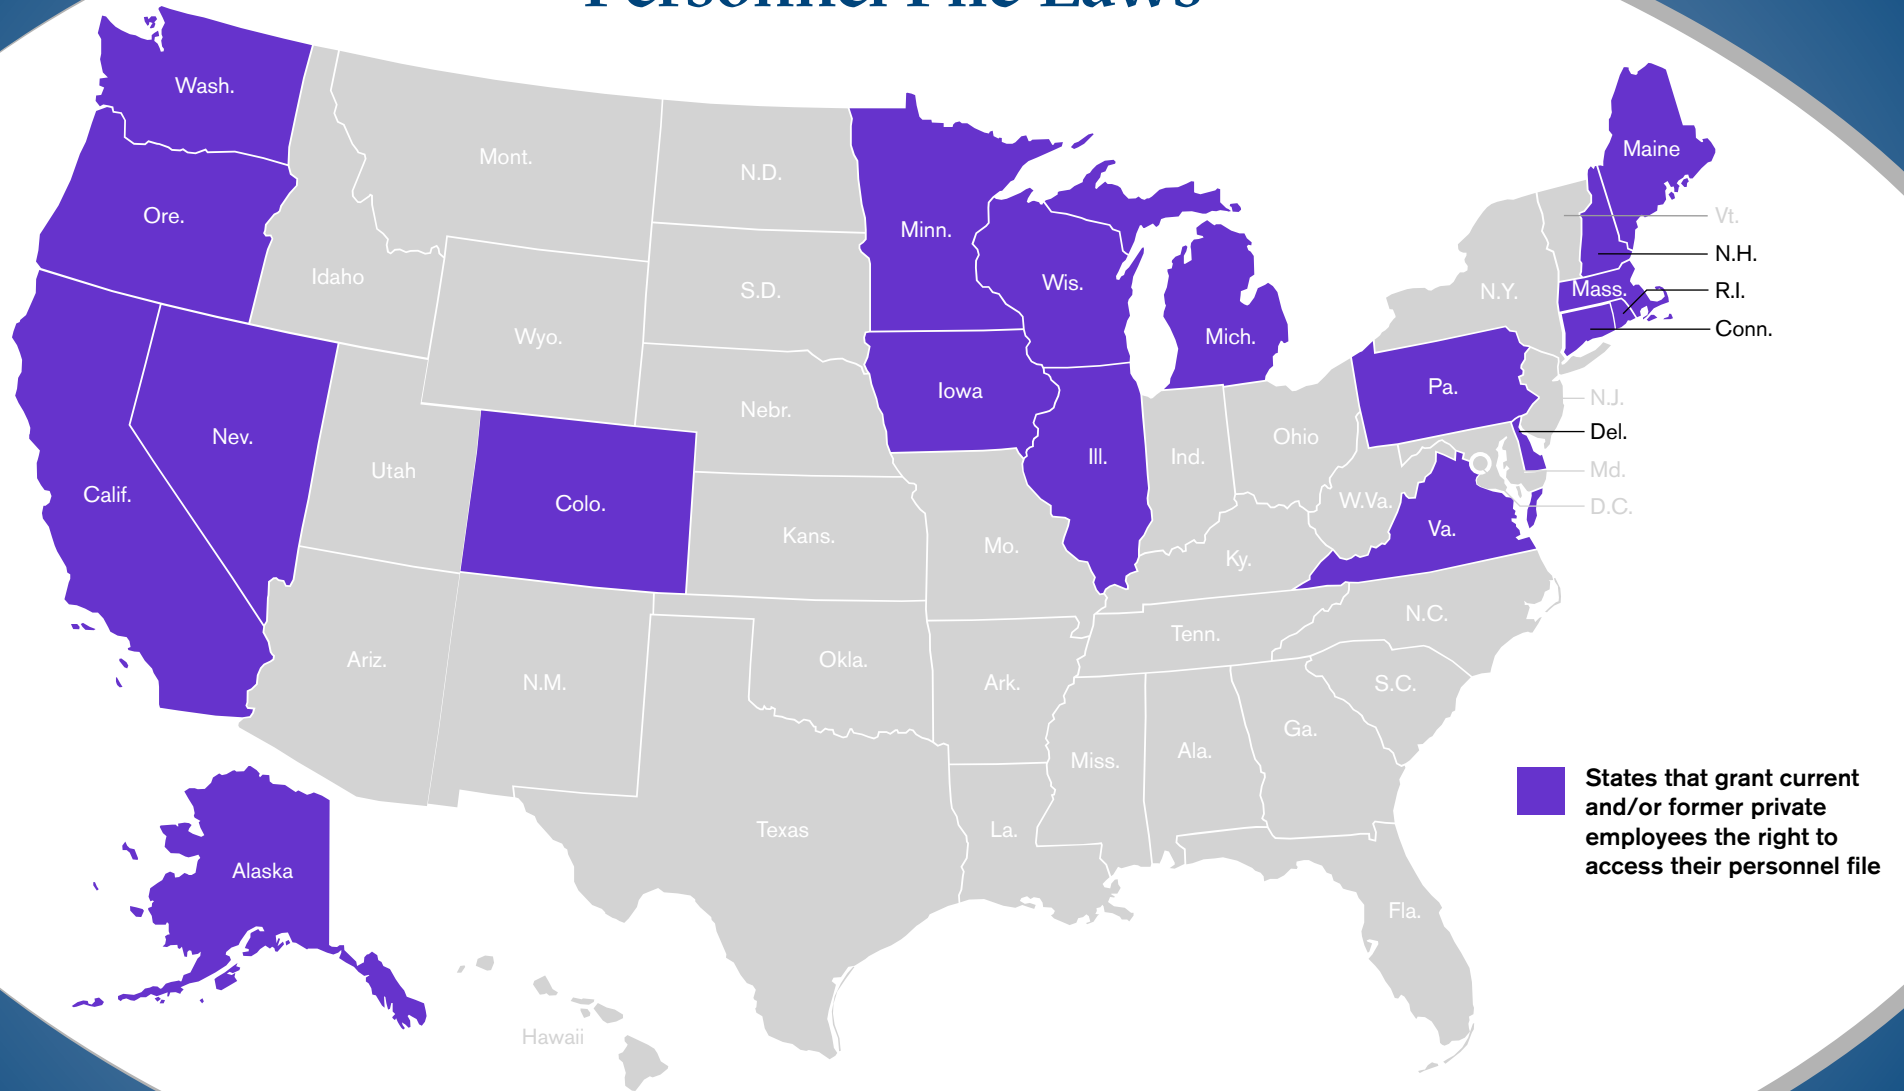 Personnel File Laws
Wash.
Mont.
N.D.
Minn.
Maine
Ore.
Idaho
S.D.
Wis.
Mich.
N.Y.
Vt.
N.H.
Mass.
R.I.
Conn.
Wyo.
Nebr.
Iowa
Pa.
N.J.
Del.
Md.
D.C.
Calif.
Nev.
Utah
Colo.
Kans.
Mo.
Ill.
Ind.
Ohio
W.Va.
Va.
Ky.
Ariz.
N.M.
Okla.
Ark.
Tenn.
N.C.
S.C.
Texas
La.
Miss.
Ala.
Ga.
Fla.
Alaska
Hawaii
States that grant current
and/or former private
employees the right to
access their personnel file